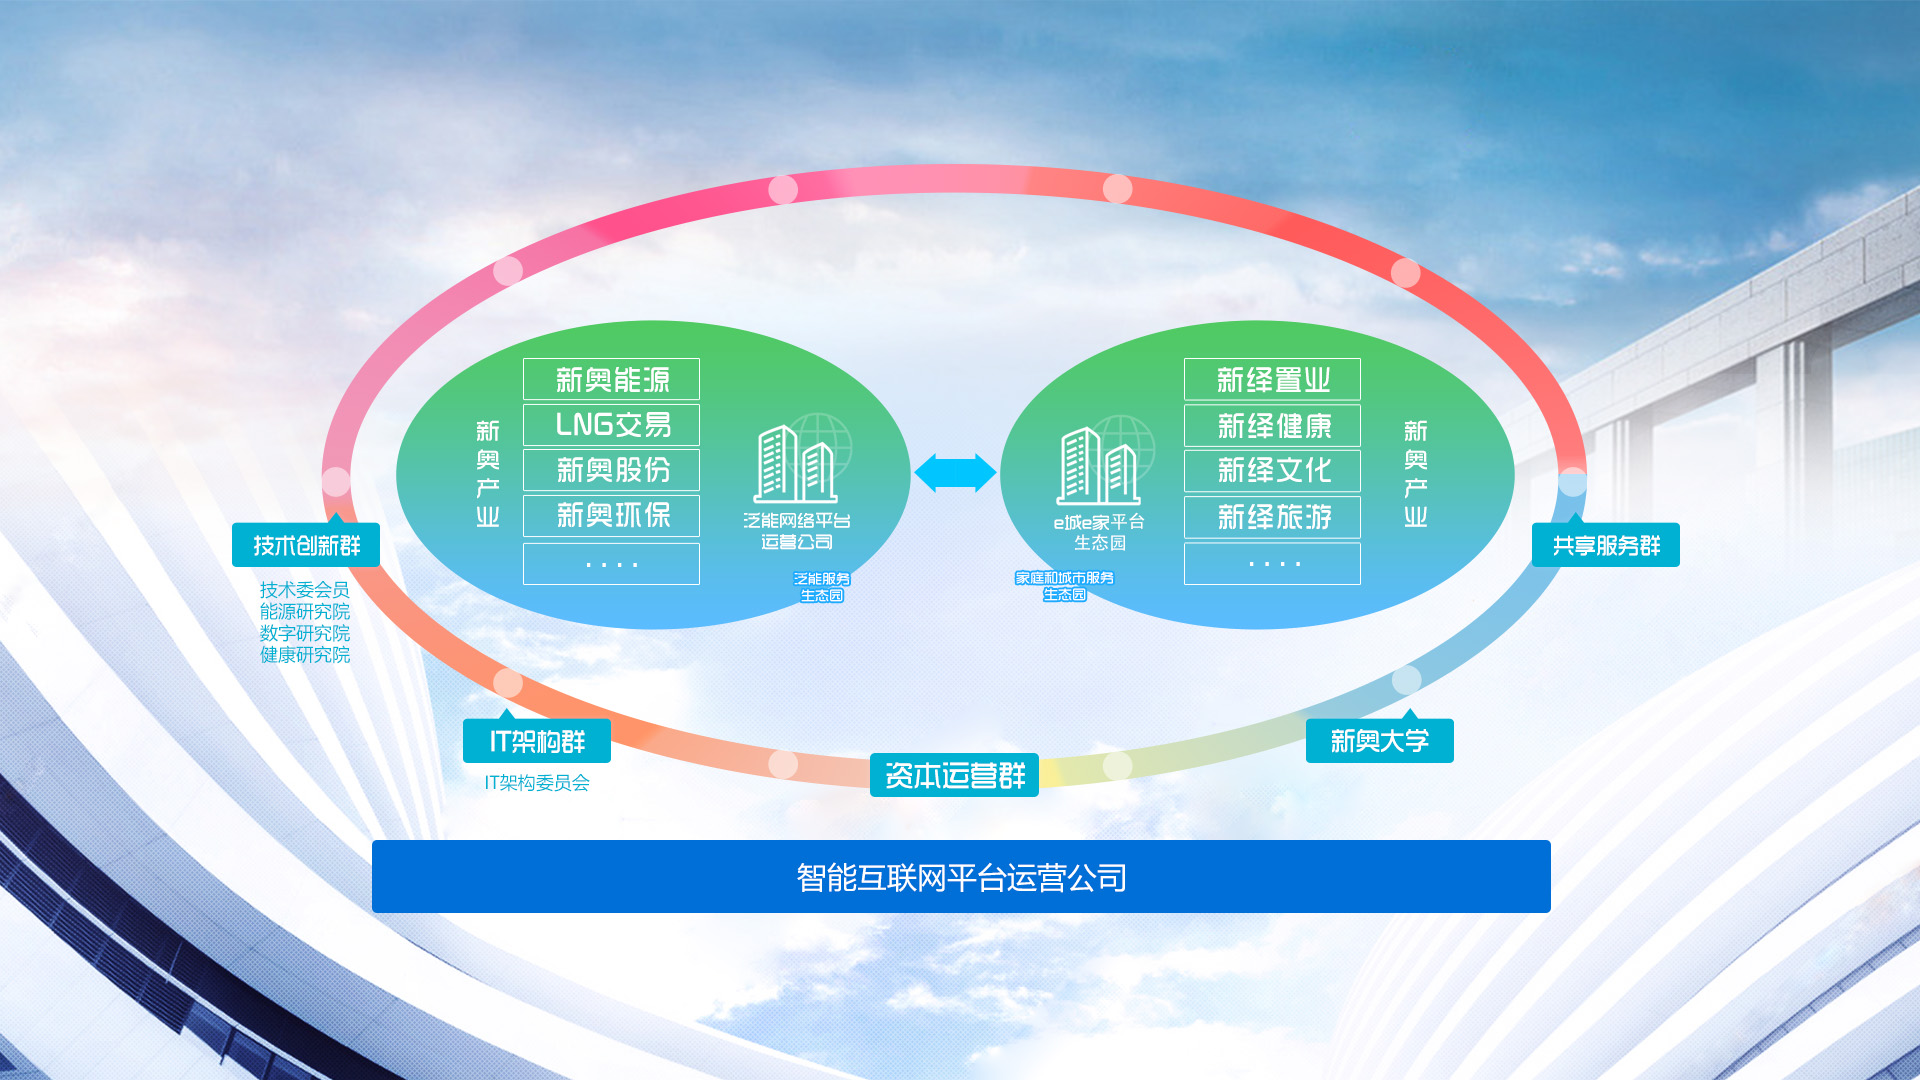 新奥产业
新奥能源
LNG交易
新奥股份
新奥环保
····
泛能网络平台
运营公司
泛能服务
生态园
新绎置业
新绎健康
新绎文化
新绎旅游
····
新奥产业
e城e家平台
生态园
家庭和城市服务
生态园
技术创新群
技术委会员
能源研究院
数字研究院
健康研究院
共享服务群
IT架构群
IT架构委员会
资本运营群
新奥大学
智能互联网平台运营公司